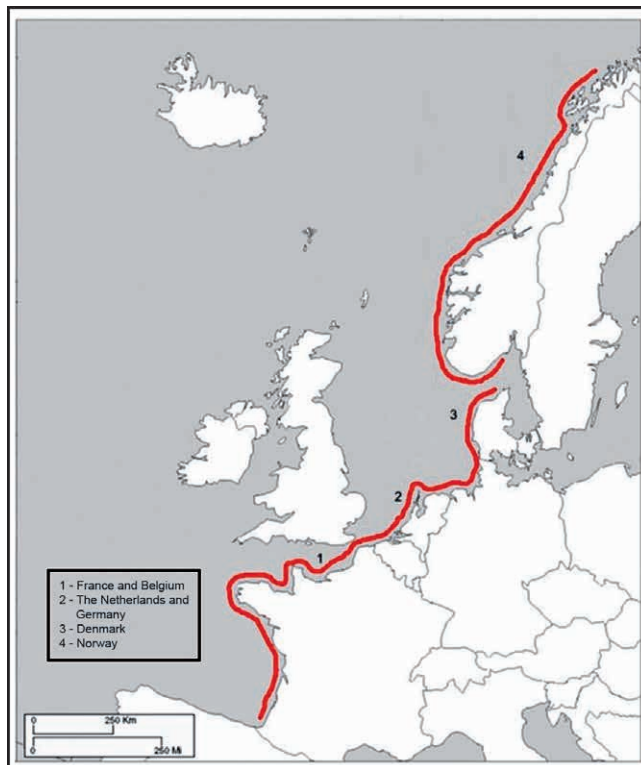 4
3
2
1
1 - France and Belgium
2 - The Netherlands and
Germany
3 - Denmark
4 - Norway
0 250 Km
0 250 Mi